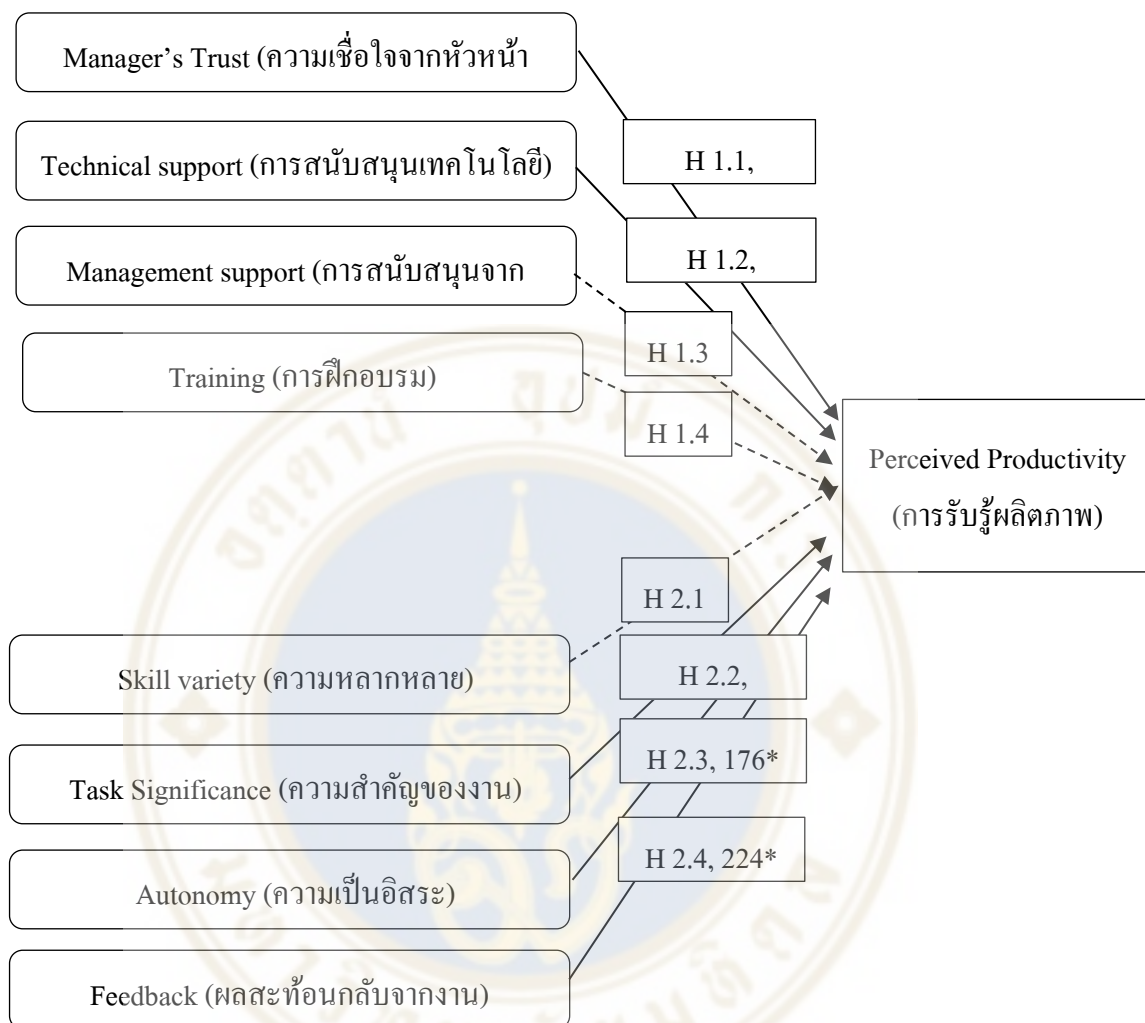 Manager’s Trust (ความเชื่อใจจากหัวหน้า
H 1.1,
Technical support (การสนับสนุนเทคโนโลยี)
H 1.2,
Management support (การสนับสนุนจาก
H 1.3
Training (การฝึกอบรม)
H 1.4
Perceived Productivity
(การรับรู้ผลิตภาพ)
H 2.1
Skill variety (ความหลากหลาย)
H 2.2,
Task Significance (ความสำคัญของงาน)
H 2.3, 176*
Autonomy (ความเป็นอิสระ)
H 2.4, 224*
Feedback (ผลสะท้อนกลับจากงาน)